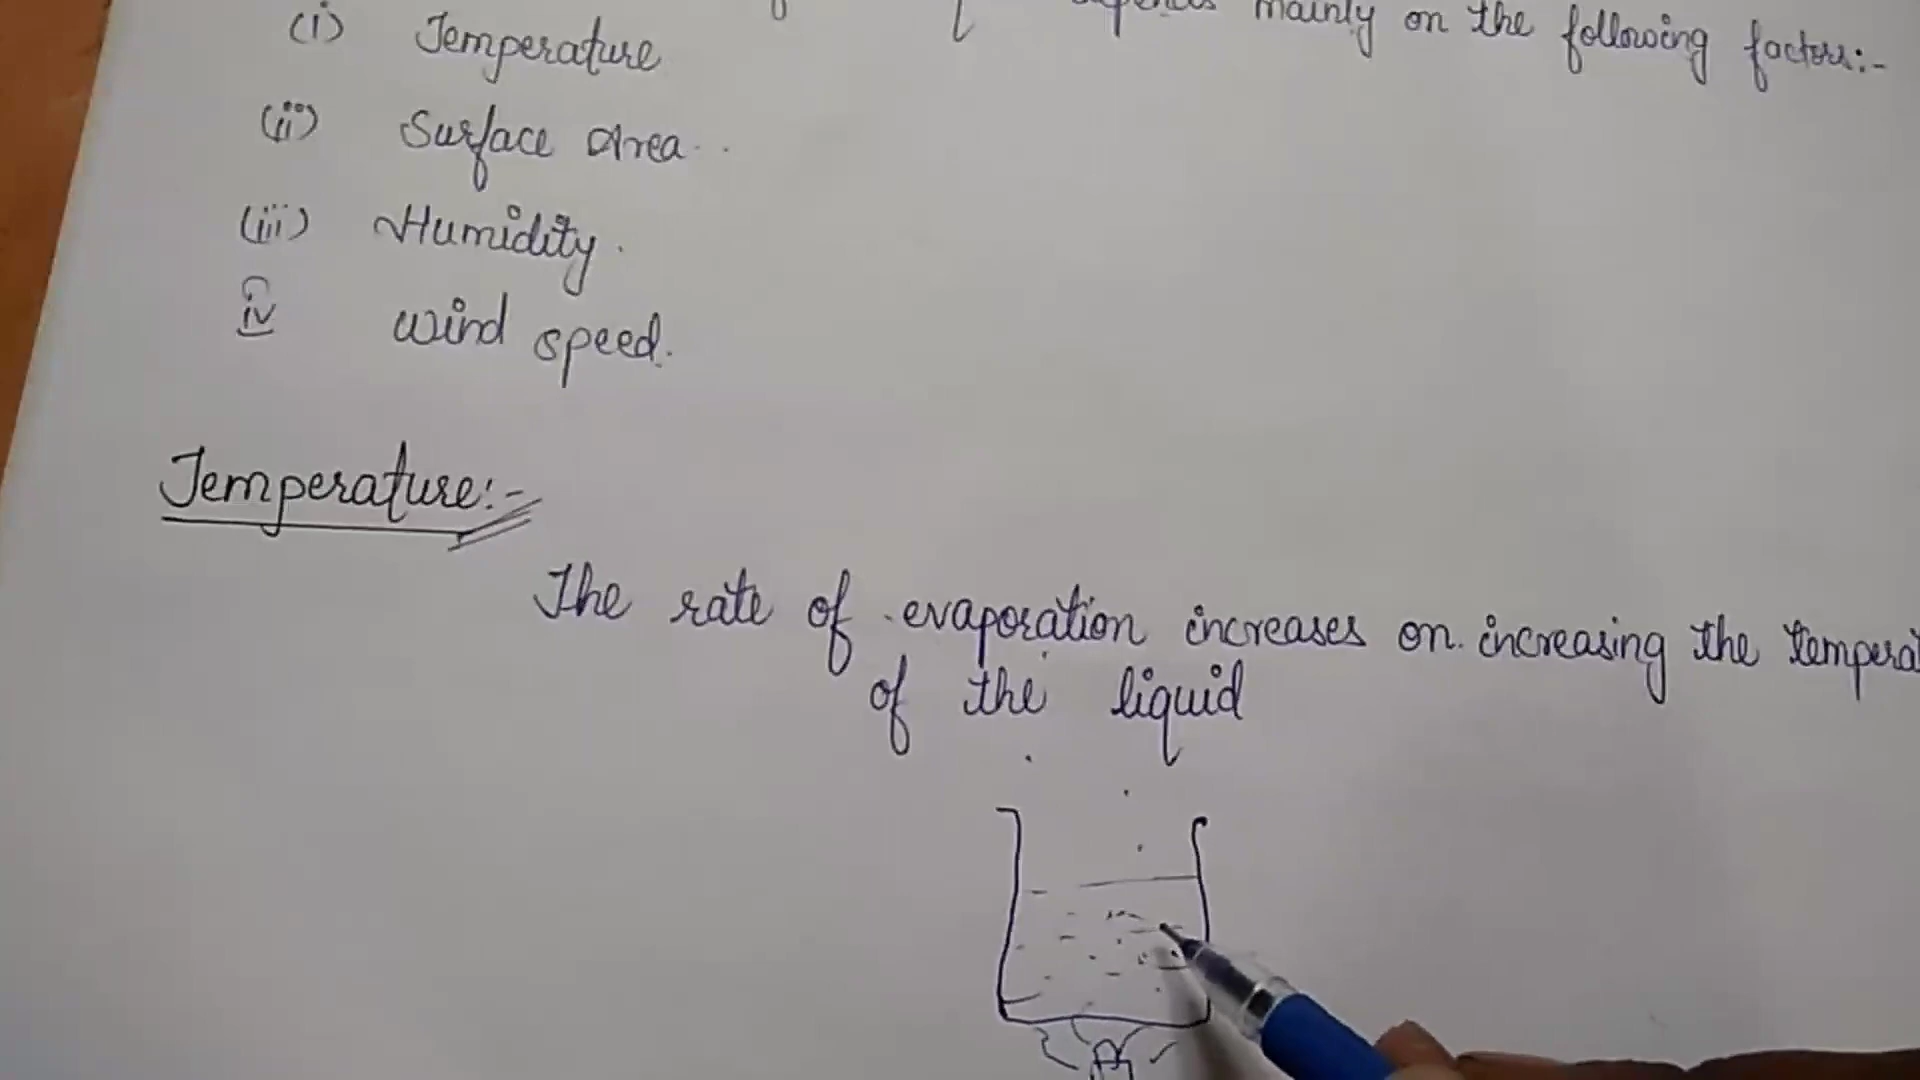 mainly on the following factors:-
(i) Temperature
(ii) Surface Area
(iii) Humidity.
iv wind speed.
Temperature:-
The rate of evaporation increases on increasing the tempera
of the liquid